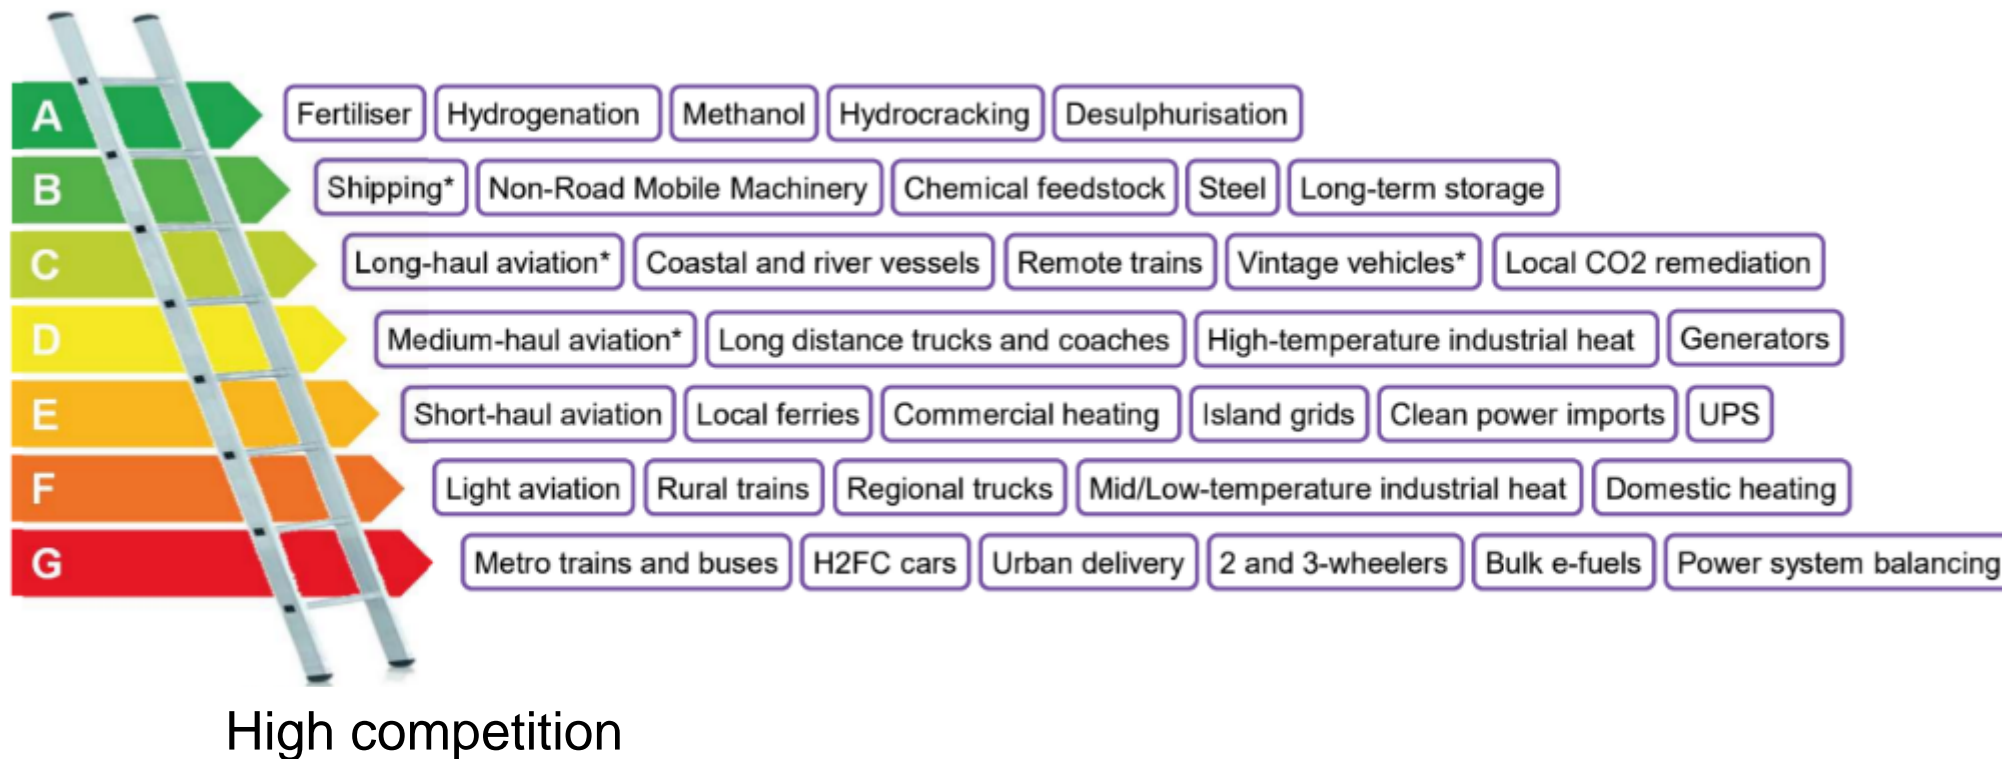 A Fertiliser Hydrogenation Methanol Hydrocracking Desulphurisation
B Shipping* Non-Road Mobile Machinery Chemical feedstock Steel Long-term storage
C Long-haul aviation* Coastal and river vessels Remote trains Vintage vehicles* Local CO2 remediation
D Medium-haul aviation* Long distance trucks and coaches High-temperature industrial heat Generators
E Short-haul aviation Local ferries Commercial heating Island grids Clean power imports UPS
F Light aviation Rural trains Regional trucks Mid/Low-temperature industrial heat Domestic heating
G Metro trains and buses H2FC cars Urban delivery 2 and 3-wheelers Bulk e-fuels Power system balancing
High competition